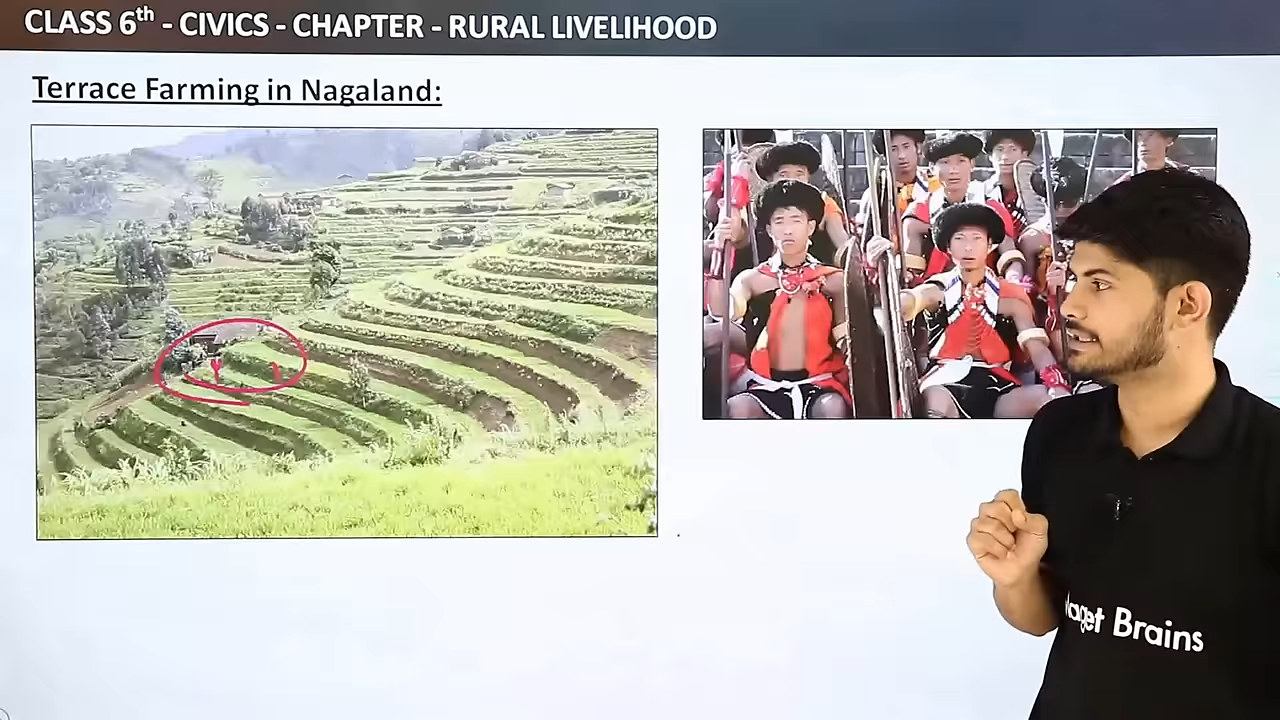 CLASS 6th - CIVICS - CHAPTER - RURAL LIVELIHOOD
Terrace Farming in Nagaland:
Brains